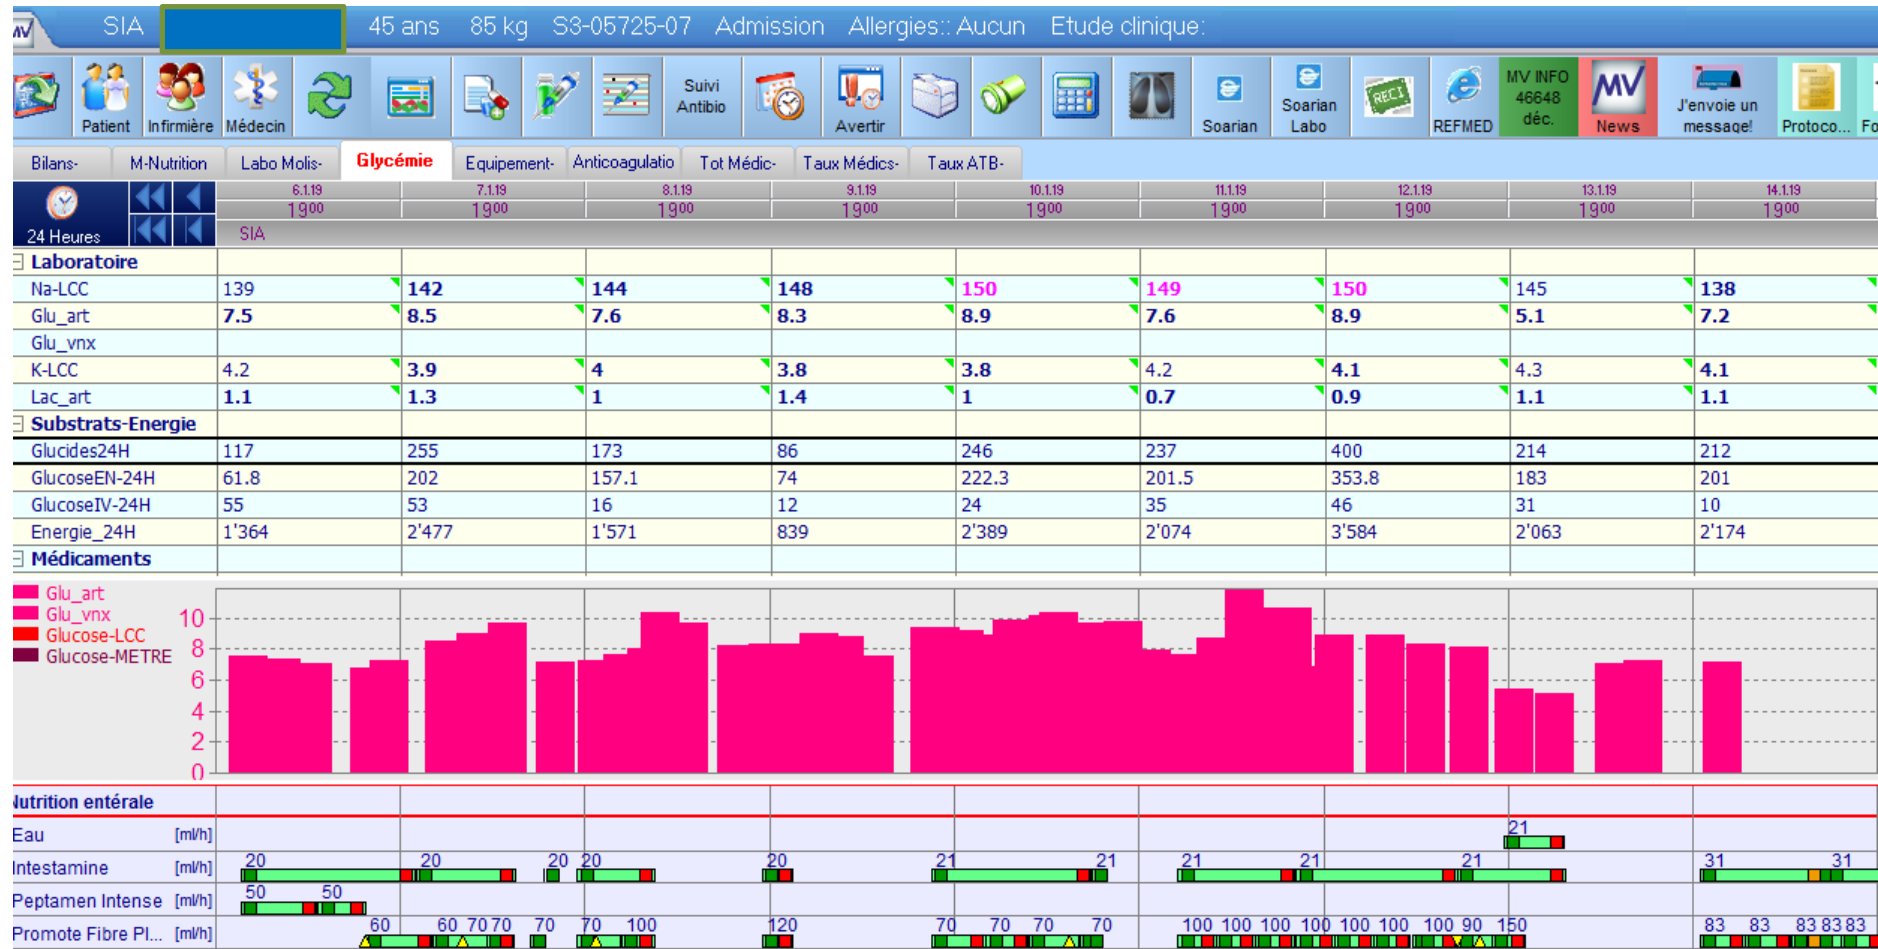 MV SIA 45 ans 85 kg S3-05725-07 Admission Allergies:: Aucun Etude clinique:
Patient Infirmière Médecin Suivi Antibio Avertir Soarian Soarian Labo RECI REFMED MV INFO 46648 déc. MV News J'envoie un message! Protoco...
Bilans- M-Nutrition Labo Molis- Glycémie Equipement- Anticoagulatio Tot Médic- Taux Médics- Taux ATB-
6.1.19 7.1.19 8.1.19 9.1.19 10.1.19 11.1.19 12.1.19 13.1.19 14.1.19
1900 1900 1900 1900 1900 1900 1900 1900 1900
24 Heures SIA
Laboratoire
Na-LCC 139 142 144 148 150 149 150 145 138
Glu_art 7.5 8.5 7.6 8.3 8.9 7.6 8.9 5.1 7.2
Glu_vnx
K-LCC 4.2 3.9 4 3.8 3.8 4.2 4.1 4.3 4.1
Lac_art 1.1 1.3 1 1.4 1 0.7 0.9 1.1 1.1
Substrats-Energie
Glucides24H 117 255 173 86 246 237 400 214 212
GlucoseEN-24H 61.8 202 157.1 74 222.3 201.5 353.8 183 201
GlucoseIV-24H 55 53 16 12 24 35 46 31 10
Energie_24H 1'364 2'477 1'571 839 2'389 2'074 3'584 2'063 2'174
Médicaments
Glu_art
Glu_vnx
Glucose-LCC
Glucose-METRE
10
8
6
4
2
0
Nutrition entérale
Eau [ml/h] 21
Intestamine [ml/h] 20 20 20 20 20 21 21 21 21 21 31 31
Peptamen Intense [ml/h] 50 50
Promote Fibre Pl... [ml/h] 60 60 70 70 70 70 100 120 70 70 70 70 100 100 100 100 100 100 100 90 150 83 83 83 83 83